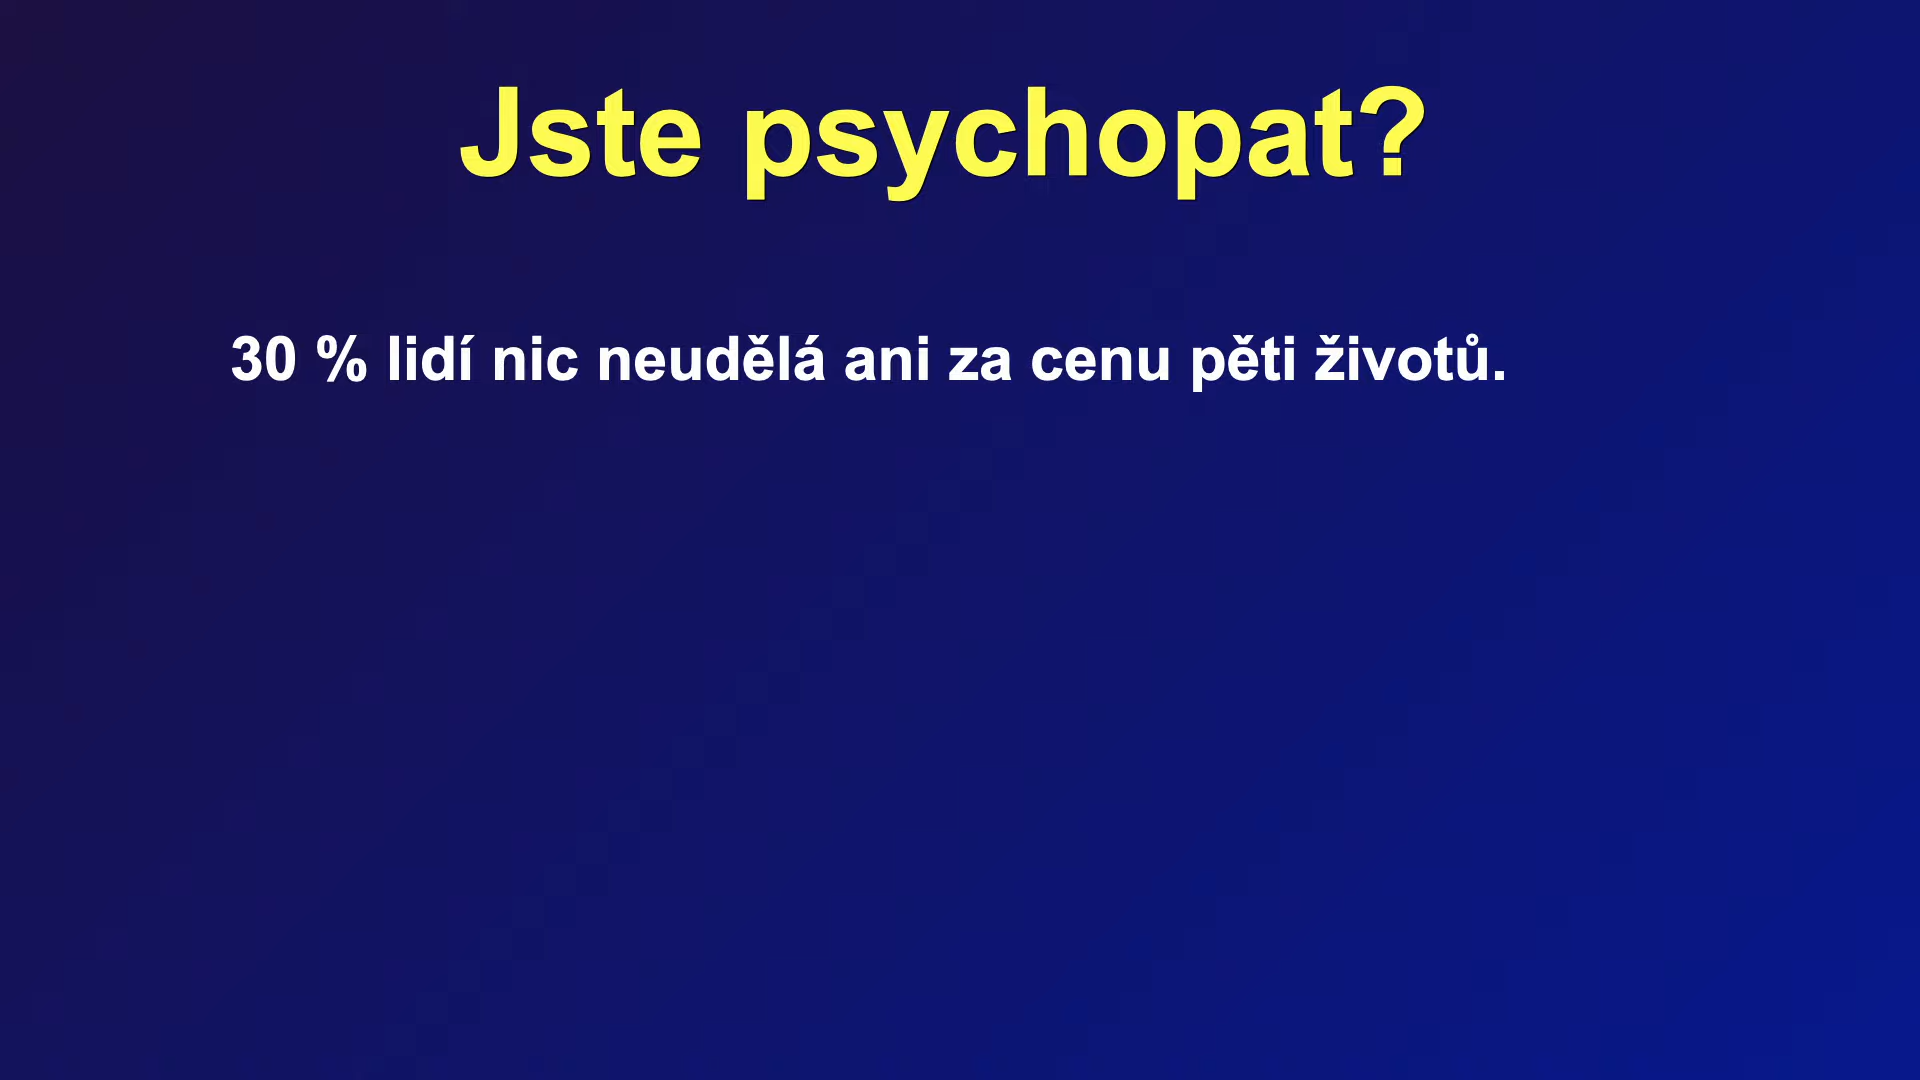 Jste psychopat?
30 % lidí nic neudělá ani za cenu pěti životů.